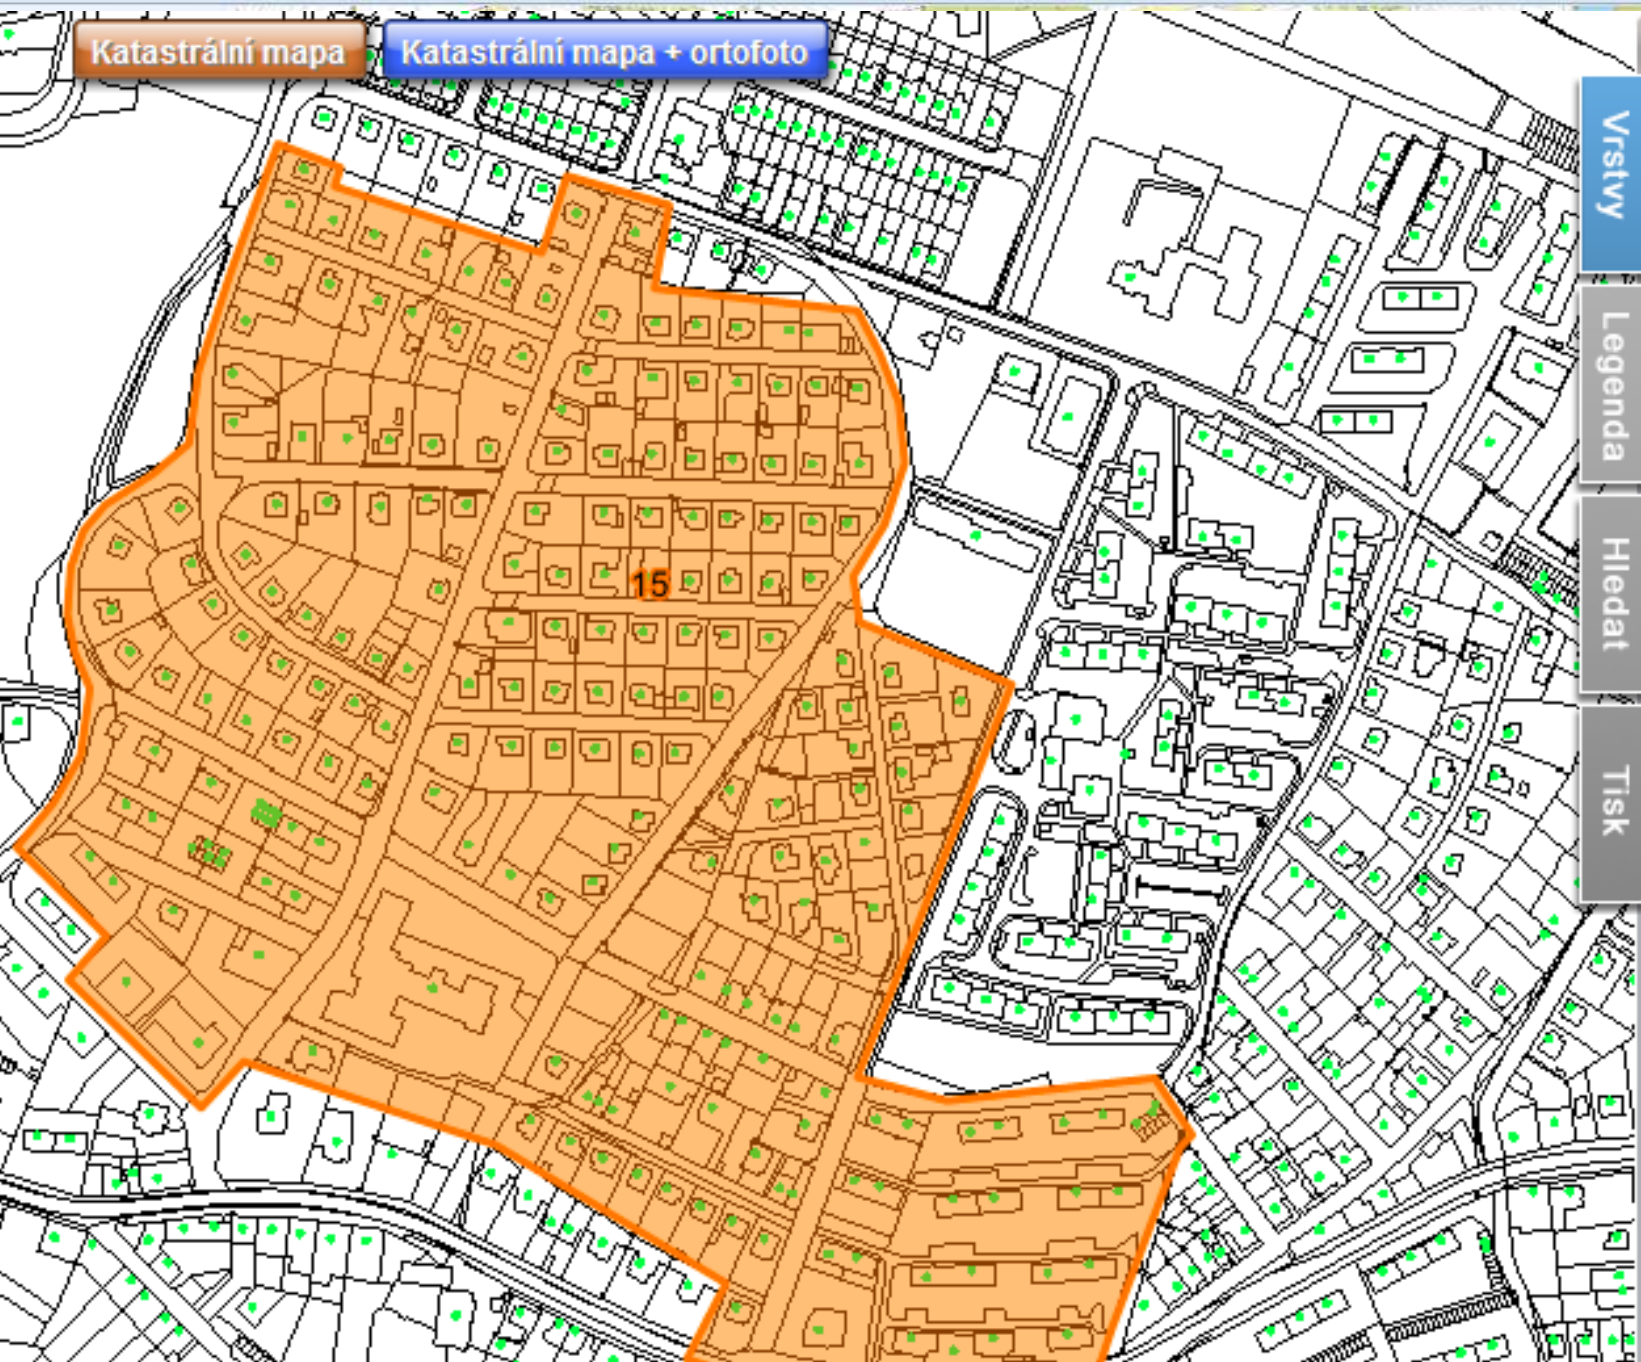 Katastrální mapa
Katastrální mapa + ortofoto
Vrstvy
Legenda
Hledat
Tisk
15